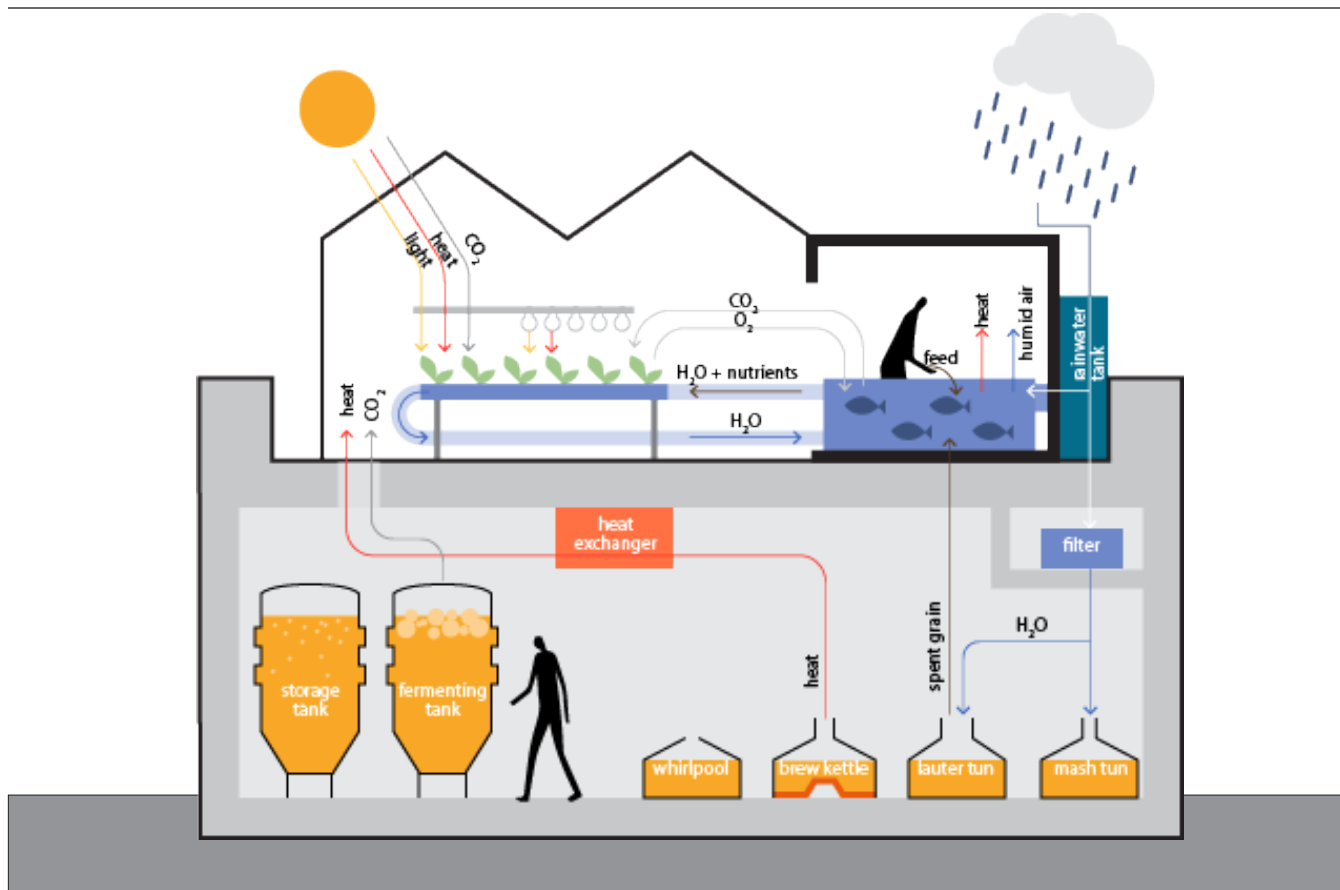 light
heat
CO₂
CO₂
O₂
heat
humid air
feed
rainwater
tank
H₂O + nutrients
H₂O
heat
CO₂
heat
exchanger
filter
H₂O
spent grain
heat
storage
tank
fermenting
tank
whirlpool
brew kettle
lauter tun
mash tun